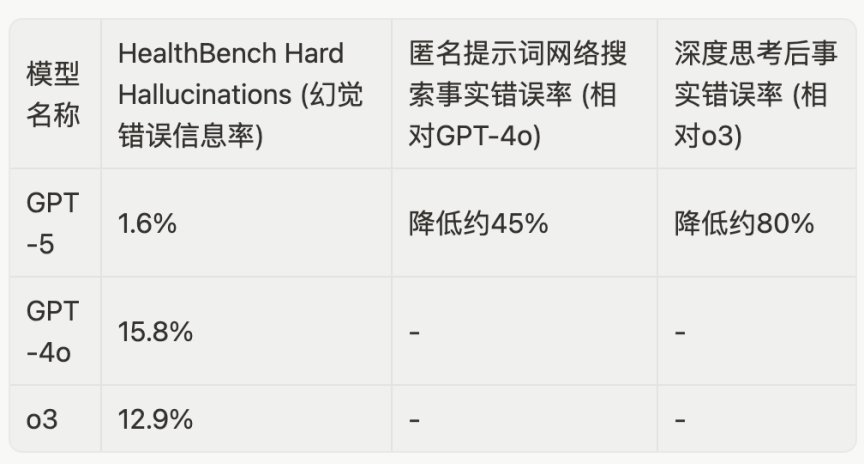 模型
名称
HealthBench Hard
Hallucinations (幻觉
错误信息率)
匿名提示词网络搜
索事实错误率 (相
对GPT-4o)
深度思考后事
实错误率 (相
对o3)
GPT
-5
1.6%
降低约45%
降低约80%
GPT
-4o
15.8%
-
-
o3
12.9%
-
-